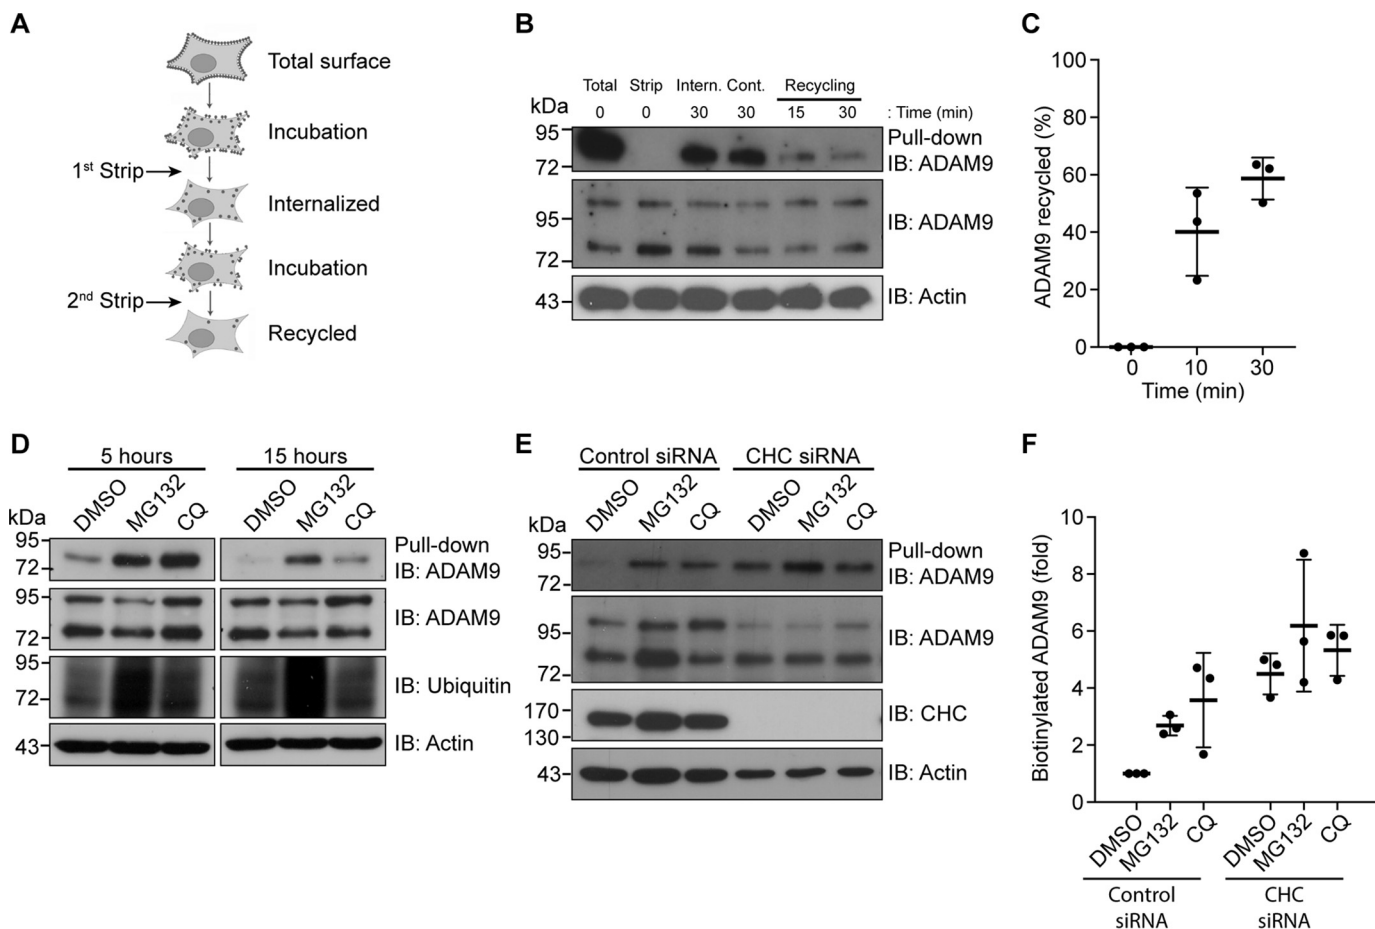 A
Total surface
Incubation
1st Strip
Internalized
Incubation
2nd Strip
Recycled
B
Total Strip Intern. Cont. Recycling
kDa 0 0 30 30 15 30 : Time (min)
95
72
Pull-down
IB: ADAM9
95
72
IB: ADAM9
43
IB: Actin
C
ADAM9 recycled (%)
100
80
60
40
20
0
0 10 30
Time (min)
D
5 hours 15 hours
DMSO MG132 CQ DMSO MG132 CQ
kDa
95
72
Pull-down
IB: ADAM9
95
72
IB: ADAM9
95
72
IB: Ubiquitin
43
IB: Actin
E
Control siRNA CHC siRNA
DMSO MG132 CQ DMSO MG132 CQ
kDa
95
72
Pull-down
IB: ADAM9
95
72
IB: ADAM9
170
130
IB: CHC
43
IB: Actin
F
Biotinylated ADAM9 (fold)
10
8
6
4
2
0
DMSO MG132 CQ DMSO MG132 CQ
Control siRNA
CHC siRNA